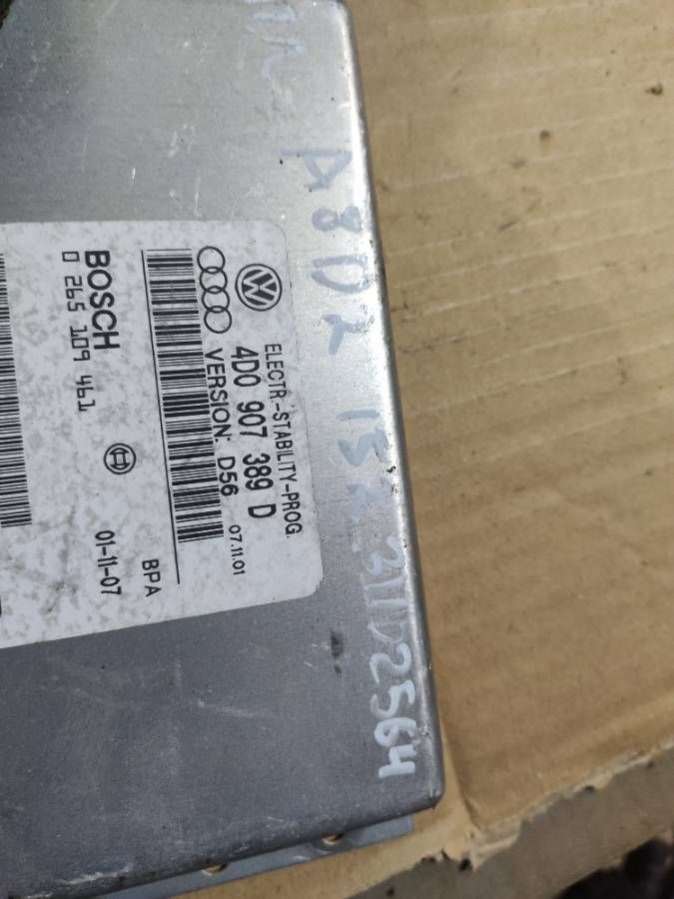 A8D2
2564
ELECTR.-STABILITY-PROG.
4D0 907 389 D
VERSION: D56 07.11.01
BPA
BOSCH
0 265 109 461
01-11-07